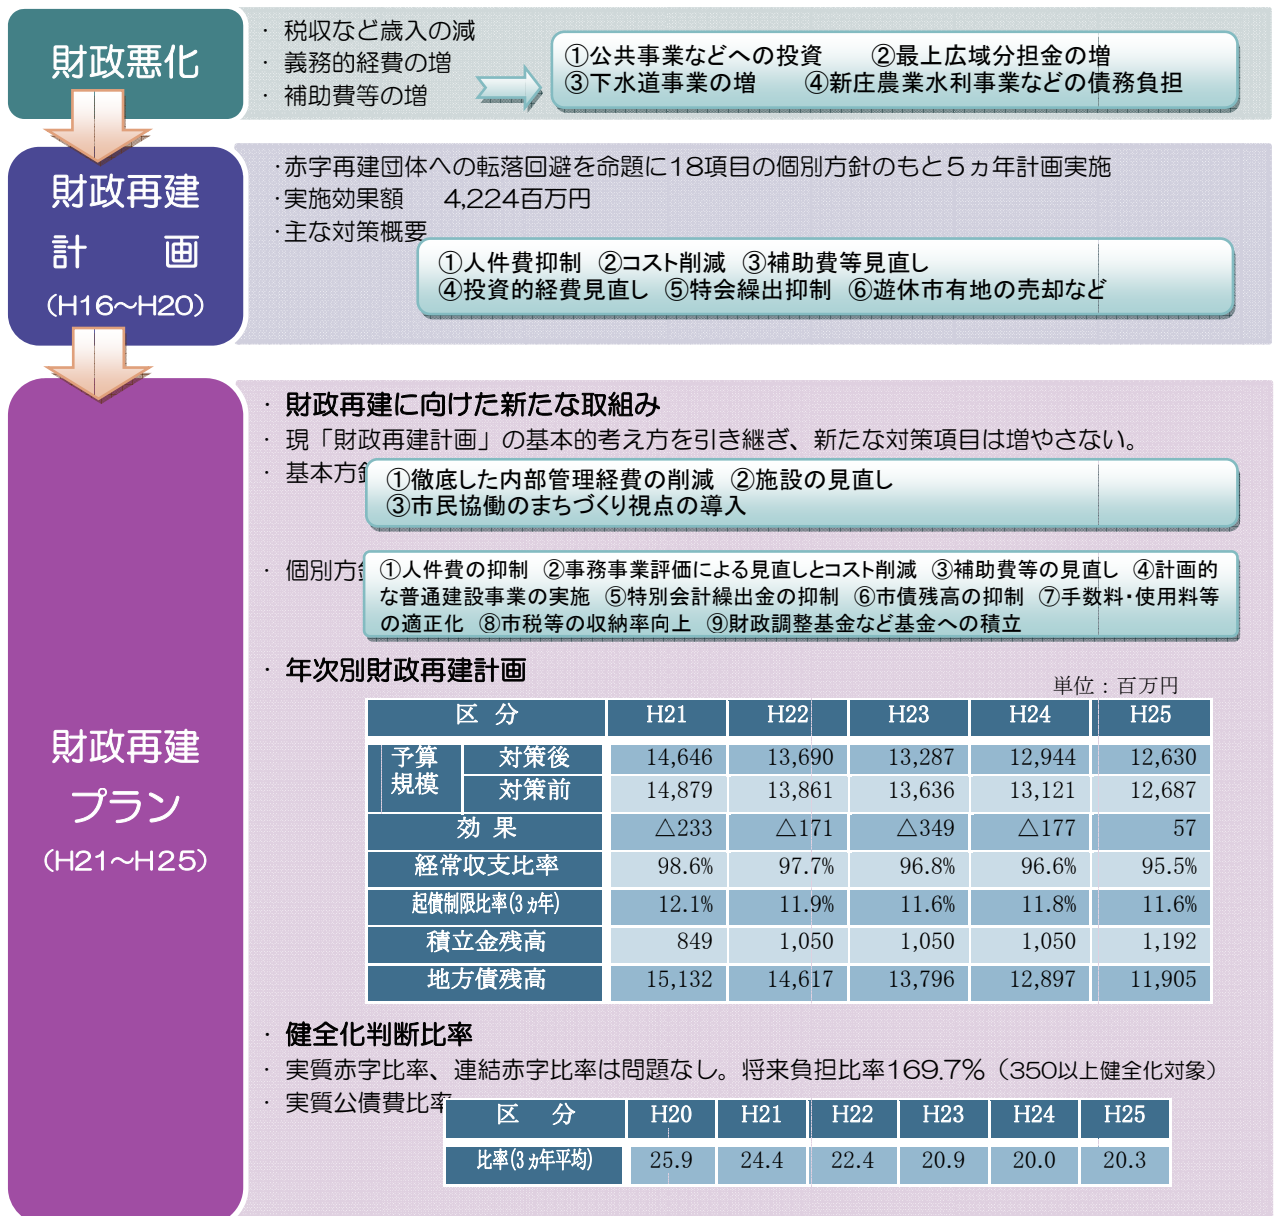 財政悪化
・ 税収など歳入の減
・ 義務的経費の増
・ 補助費等の増
①公共事業などへの投資　②最上広域分担金の増
③下水道事業の増　④新庄農業水利事業などの債務負担
財政再建
計　画
（H16～H20）
・赤字再建団体への転落回避を命題に18項目の個別方針のもと５ヵ年計画実施
・実施効果額　4,224百万円
・主な対策概要
①人件費抑制 ②コスト削減 ③補助費等見直し
④投資的経費見直し ⑤特会繰出抑制 ⑥遊休市有地の売却など
財政再建
プラン
（H21～H25）
・ 財政再建に向けた新たな取組み
・ 現「財政再建計画」の基本的考え方を引き継ぎ、新たな対策項目は増やさない。
・ 基本方
①徹底した内部管理経費の削減 ②施設の見直し
③市民協働のまちづくり視点の導入
・ 個別方
①人件費の抑制 ②事務事業評価による見直しとコスト削減 ③補助費等の見直し ④計画的
な普通建設事業の実施 ⑤特別会計繰出金の抑制 ⑥市債残高の抑制 ⑦手数料・使用料等
の適正化 ⑧市税等の収納率向上 ⑨財政調整基金など基金への積立
・ 年次別財政再建計画
単位：百万円
区 分 H21 H22 H23 H24 H25
予算規模 対策後 14,646 13,690 13,287 12,944 12,630
対策前 14,879 13,861 13,636 13,121 12,687
効 果 △233 △171 △349 △177 57
経常収支比率 98.6% 97.7% 96.8% 96.6% 95.5%
起債制限比率(3ヵ年) 12.1% 11.9% 11.6% 11.8% 11.6%
積立金残高 849 1,050 1,050 1,050 1,192
地方債残高 15,132 14,617 13,796 12,897 11,905
・ 健全化判断比率
・ 実質赤字比率、連結赤字比率は問題なし。将来負担比率169.7%（350以上健全化対象）
・ 実質公債費比率
区 分 H20 H21 H22 H23 H24 H25
比率(3ヵ年平均) 25.9 24.4 22.4 20.9 20.0 20.3